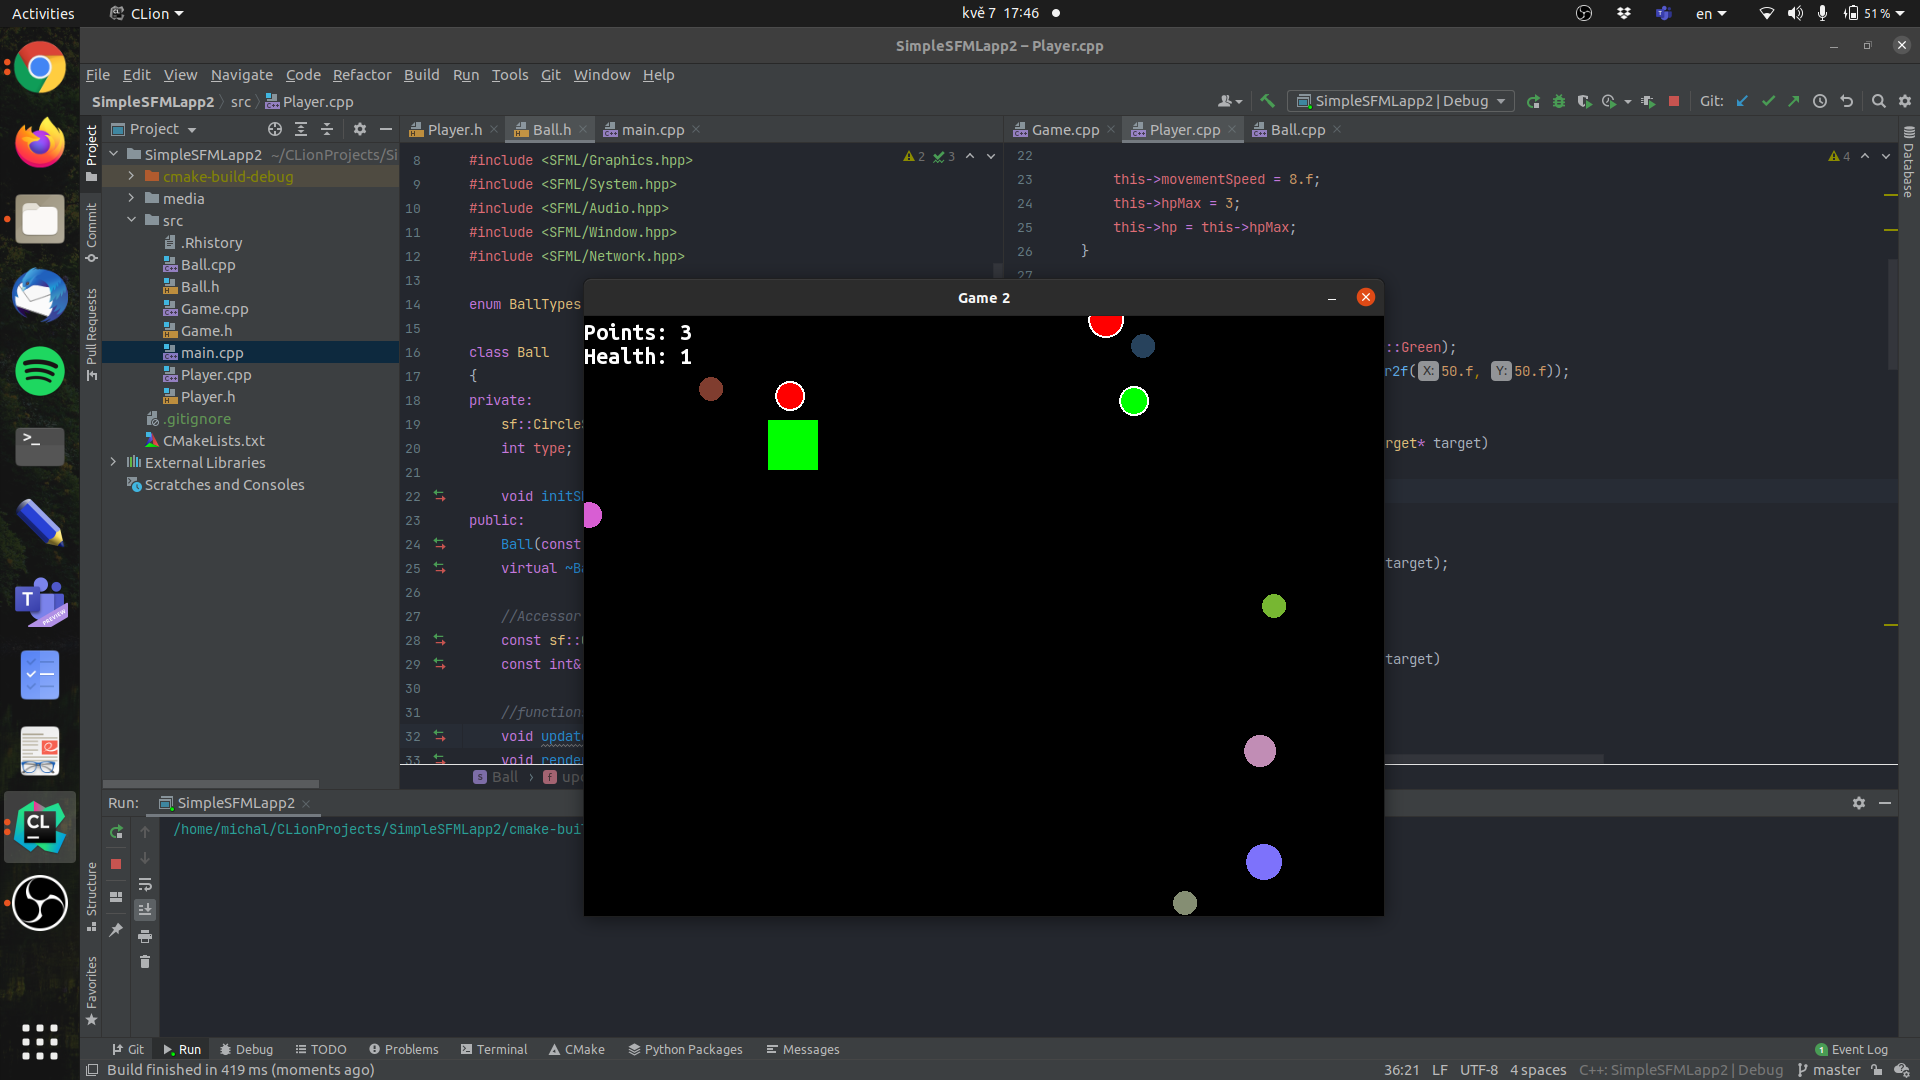 Activities CLion kvě 7 17:46 en 51 %
SimpleSFMLapp2 – Player.cpp
File Edit View Navigate Code Refactor Build Run Tools Git Window Help
SimpleSFMLapp2 src Player.cpp SimpleSFMLapp2 | Debug Git:
Project Player.h Ball.h main.cpp Game.cpp Player.cpp Ball.cpp
Project
Commit
Pull Requests
Structure
Favorites
Database
SimpleSFMLapp2 ~/CLionProjects/Si
cmake-build-debug
media
src
.Rhistory
Ball.cpp
Ball.h
Game.cpp
Game.h
main.cpp
Player.cpp
Player.h
.gitignore
CMakeLists.txt
External Libraries
Scratches and Consoles
2 3
8 #include <SFML/Graphics.hpp>
9 #include <SFML/System.hpp>
10 #include <SFML/Audio.hpp>
11 #include <SFML/Window.hpp>
12 #include <SFML/Network.hpp>
13
14 enum BallTypes
15
16 class Ball
17 {
18 private:
19 sf::Circle
20 int type;
21
22 void initS
23 public:
24 Ball(const
25 virtual ~Ba
26
27 //Accessor
28 const sf::
29 const int&
30
31 //function
32 void updat
33 void rende
Ball › up
4
22
23 this->movementSpeed = 8.f;
24 this->hpMax = 3;
25 this->hp = this->hpMax;
26 }
27
::Green);
r2f( X: 50.f, Y: 50.f));
rget* target)
target);
target)
Game 2
Points: 3
Health: 1
Run: SimpleSFMLapp2
/home/michal/CLionProjects/SimpleSFMLapp2/cmake-bui
CL
T
PREVIEW
Git Run Debug TODO Problems Terminal CMake Python Packages Messages 1 Event Log
Build finished in 419 ms (moments ago) 36:21 LF UTF-8 4 spaces C++: SimpleSFMLapp2 | Debug master